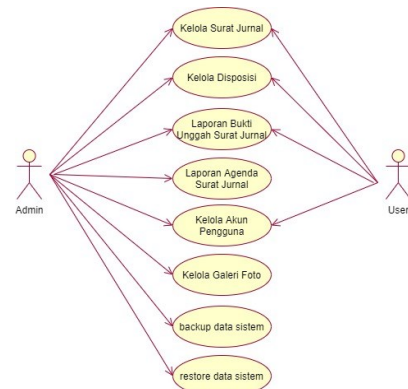 Kelola Surat Jurnal
Kelola Disposisi
Laporan Bukti
Unggah Surat Jurnal
Laporan Agenda
Surat Jurnal
Admin
User
Kelola Akun
Pengguna
Kelola Galeri Foto
backup data sistem
restore data sistem